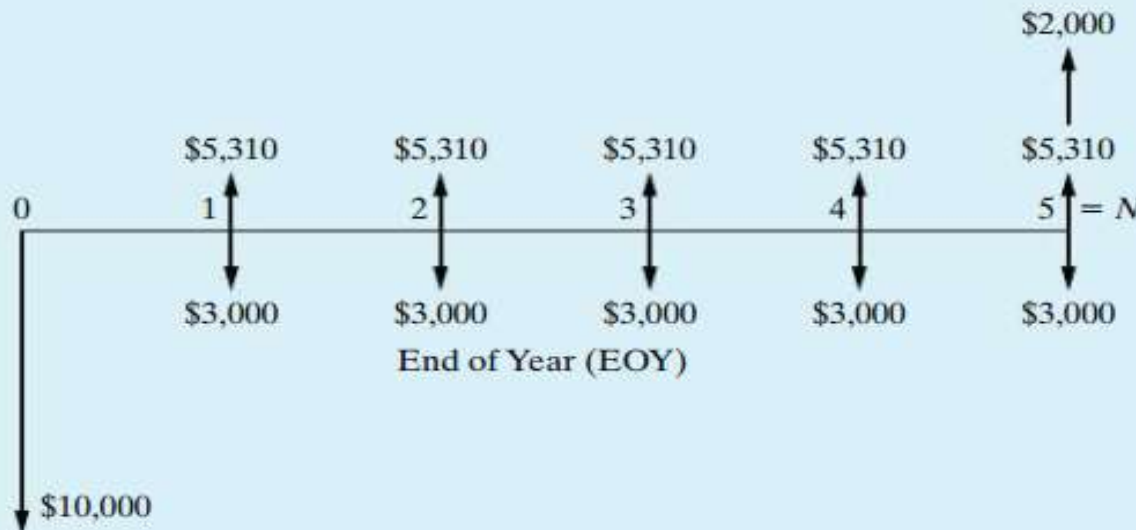 $2,000
$5,310 $5,310 $5,310 $5,310 $5,310
0 1 2 3 4 5 = N
$3,000 $3,000 $3,000 $3,000 $3,000
End of Year (EOY)
$10,000